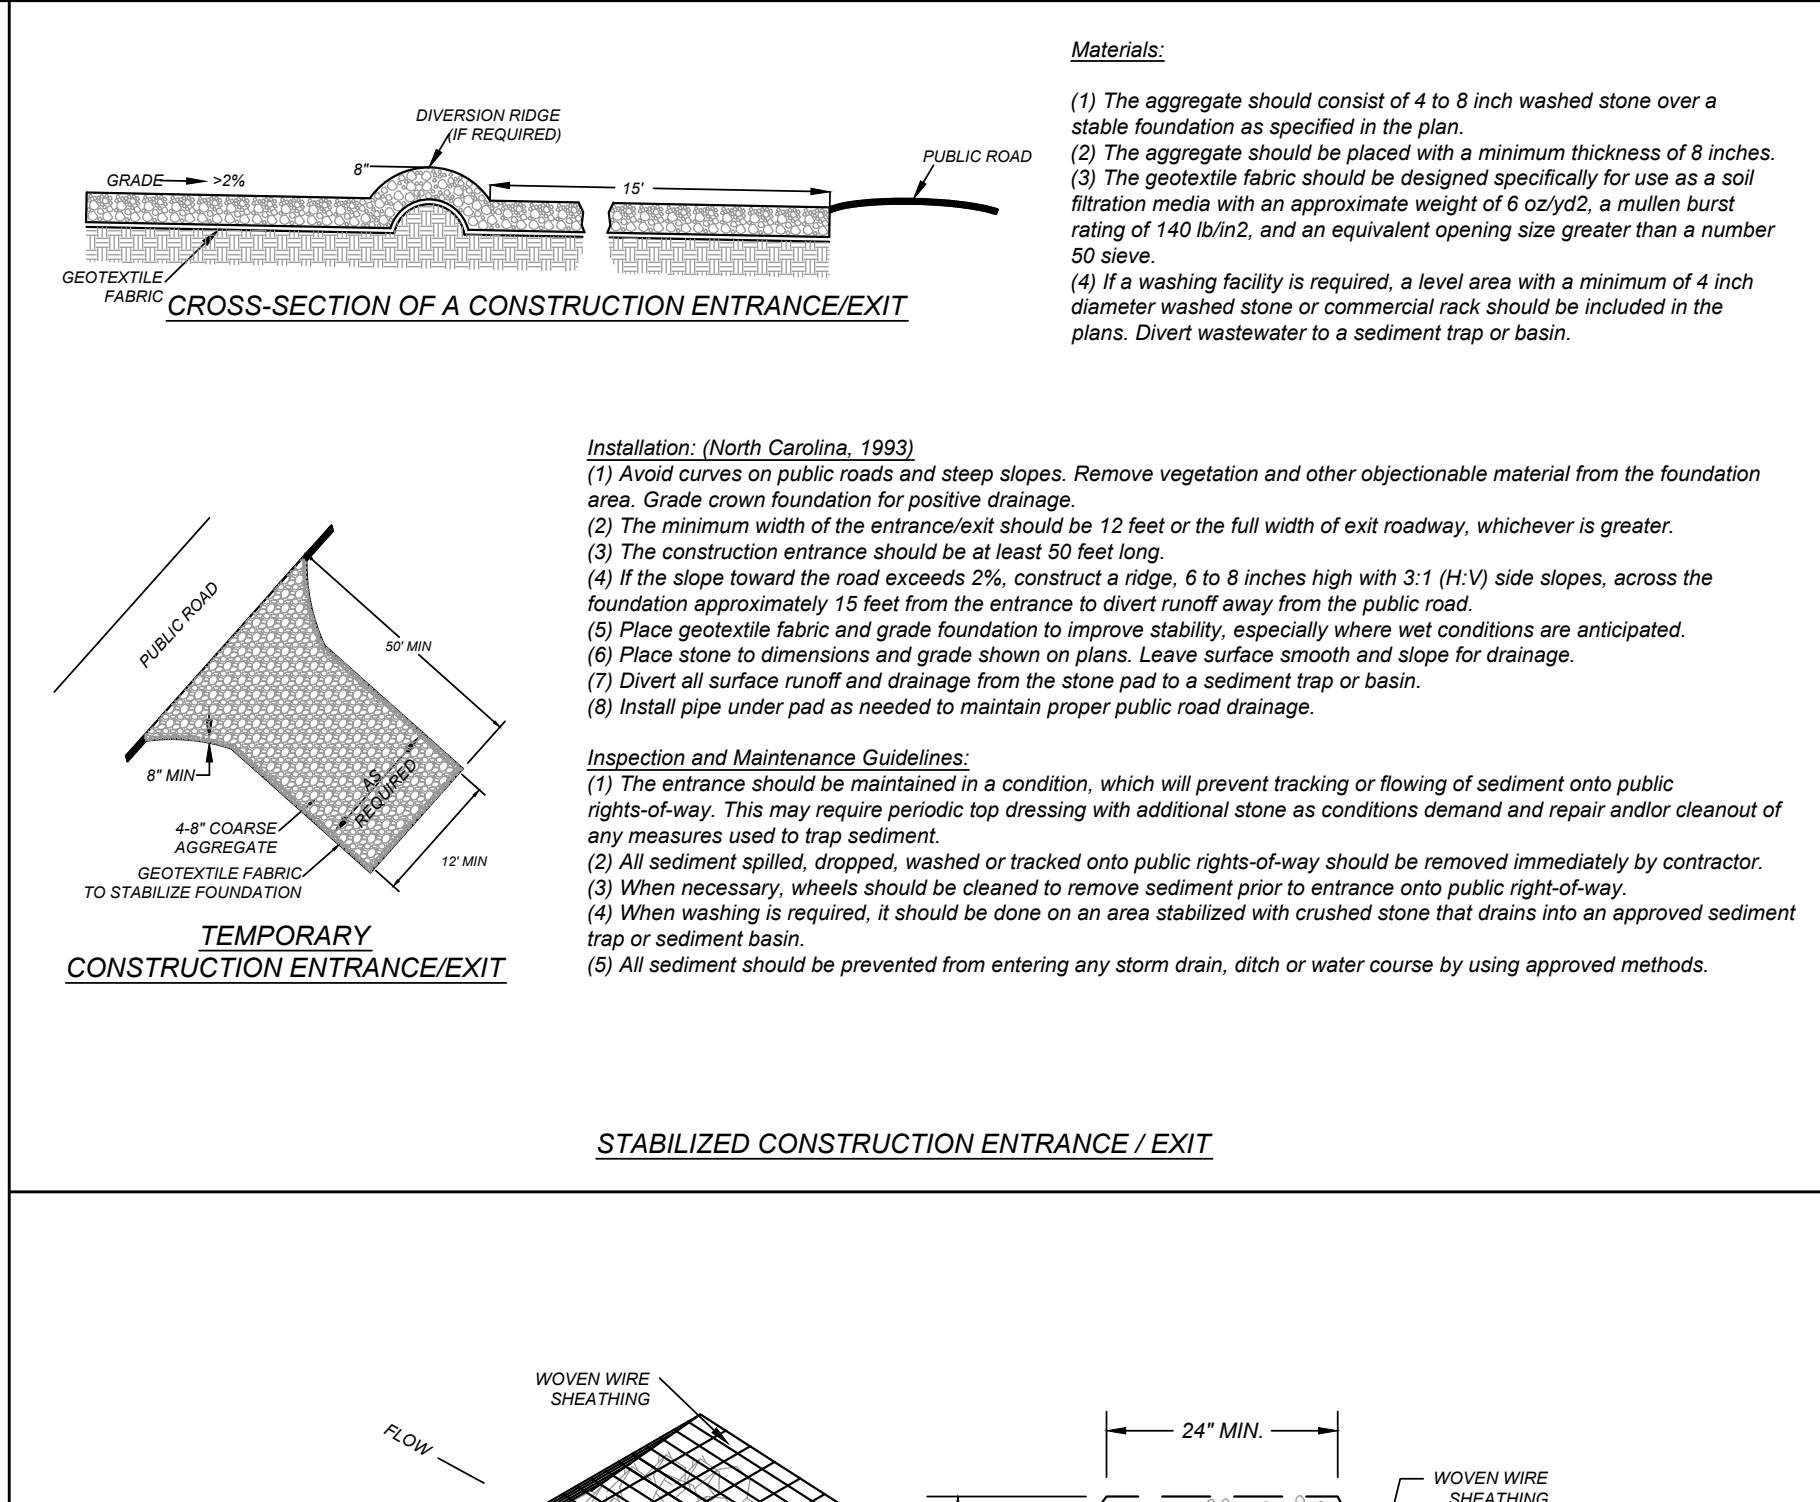 Materials:
(1) The aggregate should consist of 4 to 8 inch washed stone over a
stable foundation as specified in the plan.
(2) The aggregate should be placed with a minimum thickness of 8 inches.
(3) The geotextile fabric should be designed specifically for use as a soil
filtration media with an approximate weight of 6 oz/yd2, a mullen burst
rating of 140 lb/in2, and an equivalent opening size greater than a number
50 sieve.
(4) If a washing facility is required, a level area with a minimum of 4 inch
diameter washed stone or commercial rack should be included in the
plans. Divert wastewater to a sediment trap or basin.
DIVERSION RIDGE
(IF REQUIRED)
PUBLIC ROAD
8"
GRADE >2%
15'
GEOTEXTILE
FABRIC
CROSS-SECTION OF A CONSTRUCTION ENTRANCE/EXIT
Installation: (North Carolina, 1993)
(1) Avoid curves on public roads and steep slopes. Remove vegetation and other objectionable material from the foundation
area. Grade crown foundation for positive drainage.
(2) The minimum width of the entrance/exit should be 12 feet or the full width of exit roadway, whichever is greater.
(3) The construction entrance should be at least 50 feet long.
(4) If the slope toward the road exceeds 2%, construct a ridge, 6 to 8 inches high with 3:1 (H:V) side slopes, across the
foundation approximately 15 feet from the entrance to divert runoff away from the public road.
(5) Place geotextile fabric and grade foundation to improve stability, especially where wet conditions are anticipated.
(6) Place stone to dimensions and grade shown on plans. Leave surface smooth and slope for drainage.
(7) Divert all surface runoff and drainage from the stone pad to a sediment trap or basin.
(8) Install pipe under pad as needed to maintain proper public road drainage.
Inspection and Maintenance Guidelines:
(1) The entrance should be maintained in a condition, which will prevent tracking or flowing of sediment onto public
rights-of-way. This may require periodic top dressing with additional stone as conditions demand and repair andlor cleanout of
any measures used to trap sediment.
(2) All sediment spilled, dropped, washed or tracked onto public rights-of-way should be removed immediately by contractor.
(3) When necessary, wheels should be cleaned to remove sediment prior to entrance onto public right-of-way.
(4) When washing is required, it should be done on an area stabilized with crushed stone that drains into an approved sediment
trap or sediment basin.
(5) All sediment should be prevented from entering any storm drain, ditch or water course by using approved methods.
PUBLIC ROAD
50' MIN
8" MIN
AS
REQUIRED
4-8" COARSE
AGGREGATE
12' MIN
GEOTEXTILE FABRIC
TO STABILIZE FOUNDATION
TEMPORARY
CONSTRUCTION ENTRANCE/EXIT
STABILIZED CONSTRUCTION ENTRANCE / EXIT
WOVEN WIRE
SHEATHING
FLOW
24" MIN.
WOVEN WIRE
SHEATHING